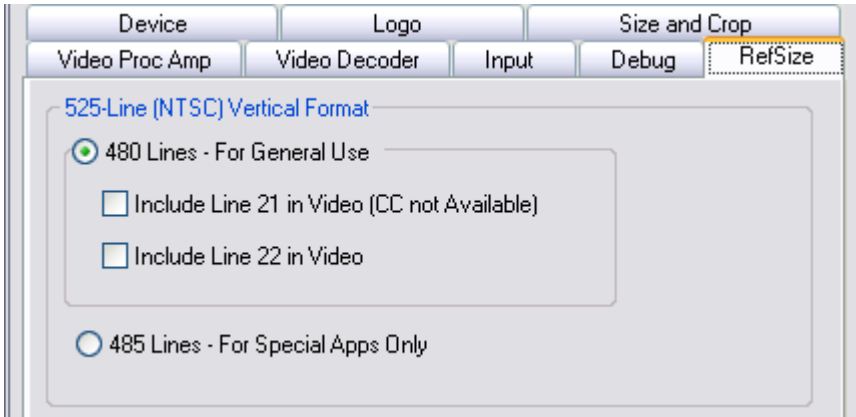 Device Logo Size and Crop
Video Proc Amp Video Decoder Input Debug RefSize
525-Line (NTSC) Vertical Format
480 Lines - For General Use
Include Line 21 in Video (CC not Available)
Include Line 22 in Video
485 Lines - For Special Apps Only